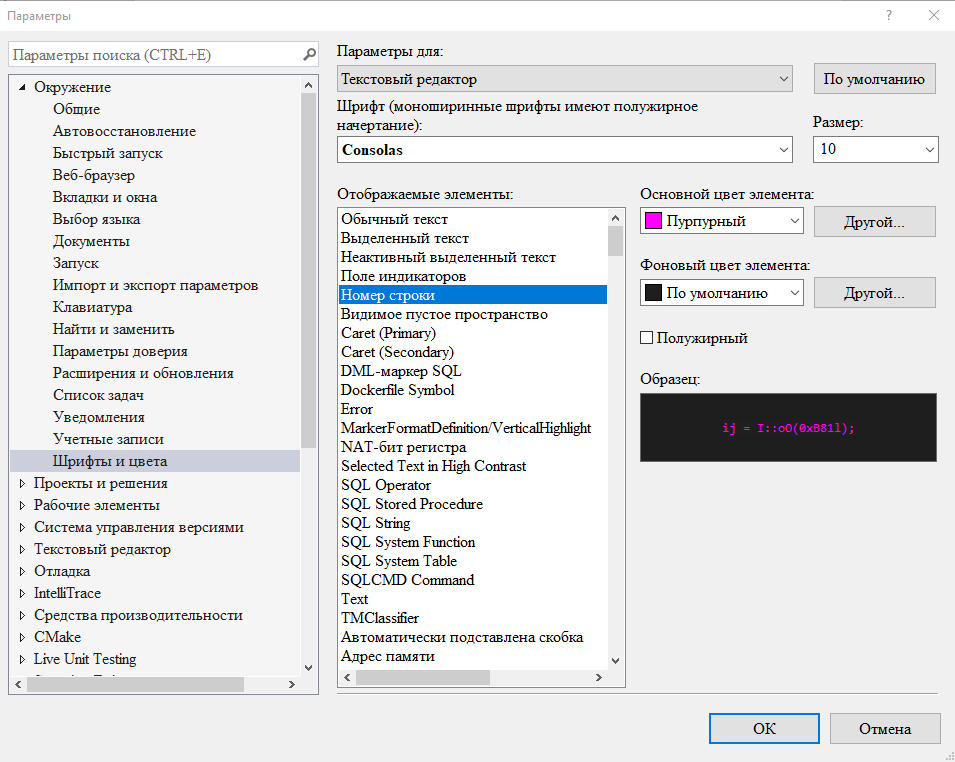 Параметры
?
Параметры поиска (CTRL+E)
Окружение
Общие
Автовосстановление
Быстрый запуск
Веб-браузер
Вкладки и окна
Выбор языка
Документы
Запуск
Импорт и экспорт параметров
Клавиатура
Найти и заменить
Параметры доверия
Расширения и обновления
Список задач
Уведомления
Учетные записи
Шрифты и цвета
Проекты и решения
Рабочие элементы
Система управления версиями
Текстовый редактор
Отладка
IntelliTrace
Средства производительности
CMake
Live Unit Testing
Параметры для:
Текстовый редактор
По умолчанию
Шрифт (моноширинные шрифты имеют полужирное
начертание):
Размер:
Consolas
10
Отображаемые элементы:
Обычный текст
Выделенный текст
Неактивный выделенный текст
Поле индикаторов
Номер строки
Видимое пустое пространство
Caret (Primary)
Caret (Secondary)
DML-маркер SQL
Dockerfile Symbol
Error
MarkerFormatDefinition/VerticalHighlight
NAT-бит регистра
Selected Text in High Contrast
SQL Operator
SQL Stored Procedure
SQL String
SQL System Function
SQL System Table
SQLCMD Command
Text
TMClassifier
Автоматически подставлена скобка
Адрес памяти
Основной цвет элемента:
Пурпурный
Другой...
Фоновый цвет элемента:
По умолчанию
Другой...
Полужирный
Образец:
ij = I::oO(0xB81l);
ОК
Отмена